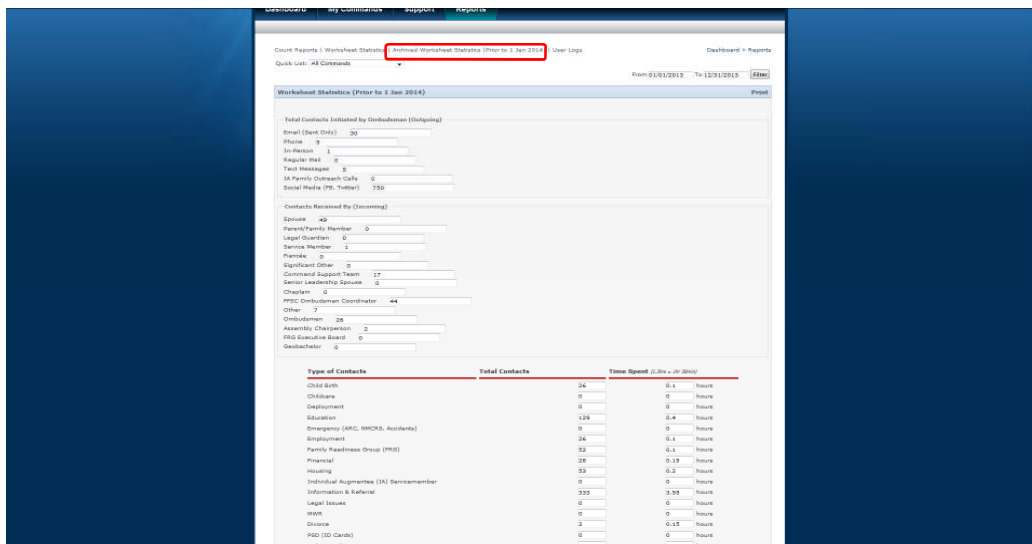 Dashboard My Commands Support Reports
Count Reports | Worksheet Statistics | Archived Worksheet Statistics (Prior to 1 Jan 2014) | User Logs Dashboard > Reports
Quick List: All Commands
From 01/01/2013 To 12/31/2013 Filter
Worksheet Statistics (Prior to 1 Jan 2014) Print
Total Contacts Initiated by Ombudsman (Outgoing)
Email (Sent Only) 30
Phone
In-Person 1
Regular Mail 0
Text Messages 5
IA Family Outreach Calls 0
Social Media (FB, Twitter) 750
Contacts Received By (Incoming)
Spouse 49
Parent/Family Member 0
Legal Guardian 0
Service Member 1
Fiancée 0
Significant Other 0
Command Support Team 17
Senior Leadership Spouse 0
Chaplain 0
FFSC Ombudsman Coordinator 44
Other 7
Ombudsmen 26
Assembly Chairperson 2
FRG Executive Board 0
Geobachelor 0
Type of Contacts Total Contacts Time Spent (1.5hrs = 1hr 30min)
Child Birth 26 0.1 hours
Childcare 0 0 hours
Deployment 0 0 hours
Education 129 0.4 hours
Emergency (ARC, NMCRS, Accidents) 0 0 hours
Employment 26 0.1 hours
Family Readiness Group (FRG) 52 0.1 hours
Financial 28 0.15 hours
Housing 53 0.2 hours
Individual Augmentee (IA) Servicemember 0 0 hours
Information & Referral 333 3.55 hours
Legal Issues 0 0 hours
MWR 0 0 hours
Divorce 2 0.15 hours
PSD (ID Cards) 0 0 hours